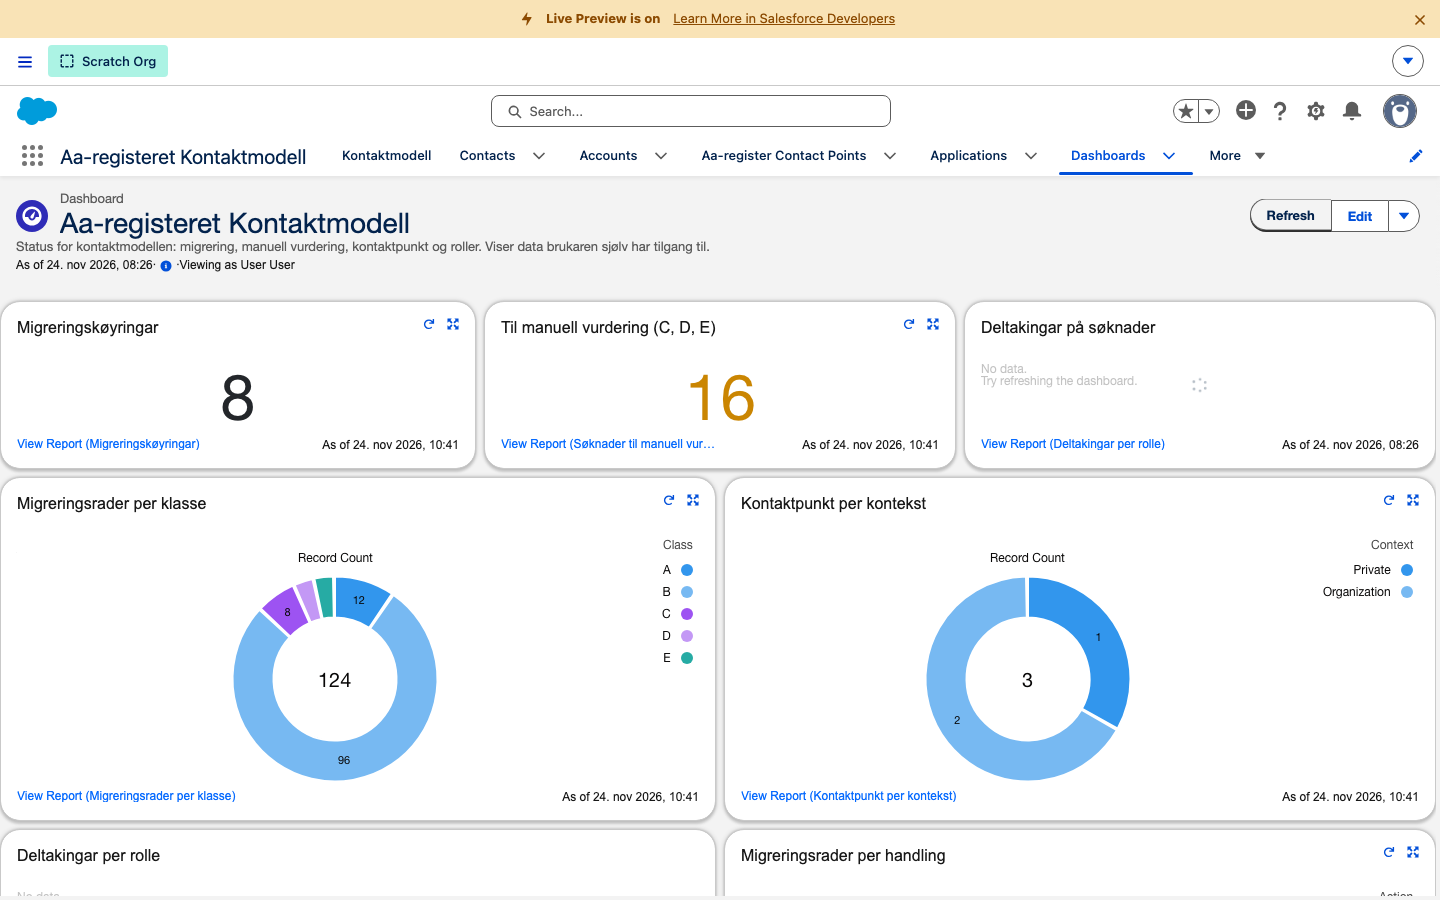 Live Preview is on Learn More in Salesforce Developers
Scratch Org
Search...
Aa-registeret Kontaktmodell
Kontaktmodell
Contacts
Accounts
Aa-register Contact Points
Applications
Dashboards
More
Dashboard
Aa-registeret Kontaktmodell
Refresh
Edit
Status for kontaktmodellen: migrering, manuell vurdering, kontaktpunkt og roller. Viser data brukaren sjølv har tilgang til.
As of 24. nov 2026, 08:26· ·Viewing as User User
Migreringskøyringar
8
View Report (Migreringskøyringar)
As of 24. nov 2026, 10:41
Til manuell vurdering (C, D, E)
16
View Report (Søknader til manuell vur…
As of 24. nov 2026, 10:41
Deltakingar på søknader
No data.
Try refreshing the dashboard.
View Report (Deltakingar per rolle)
As of 24. nov 2026, 08:26
Migreringsrader per klasse
Record Count
Class
A
B
C
D
E
12
8
124
96
View Report (Migreringsrader per klasse)
As of 24. nov 2026, 10:41
Kontaktpunkt per kontekst
Record Count
Context
Private
Organization
1
3
2
View Report (Kontaktpunkt per kontekst)
As of 24. nov 2026, 10:41
Deltakingar per rolle
No data.
Migreringsrader per handling
Action